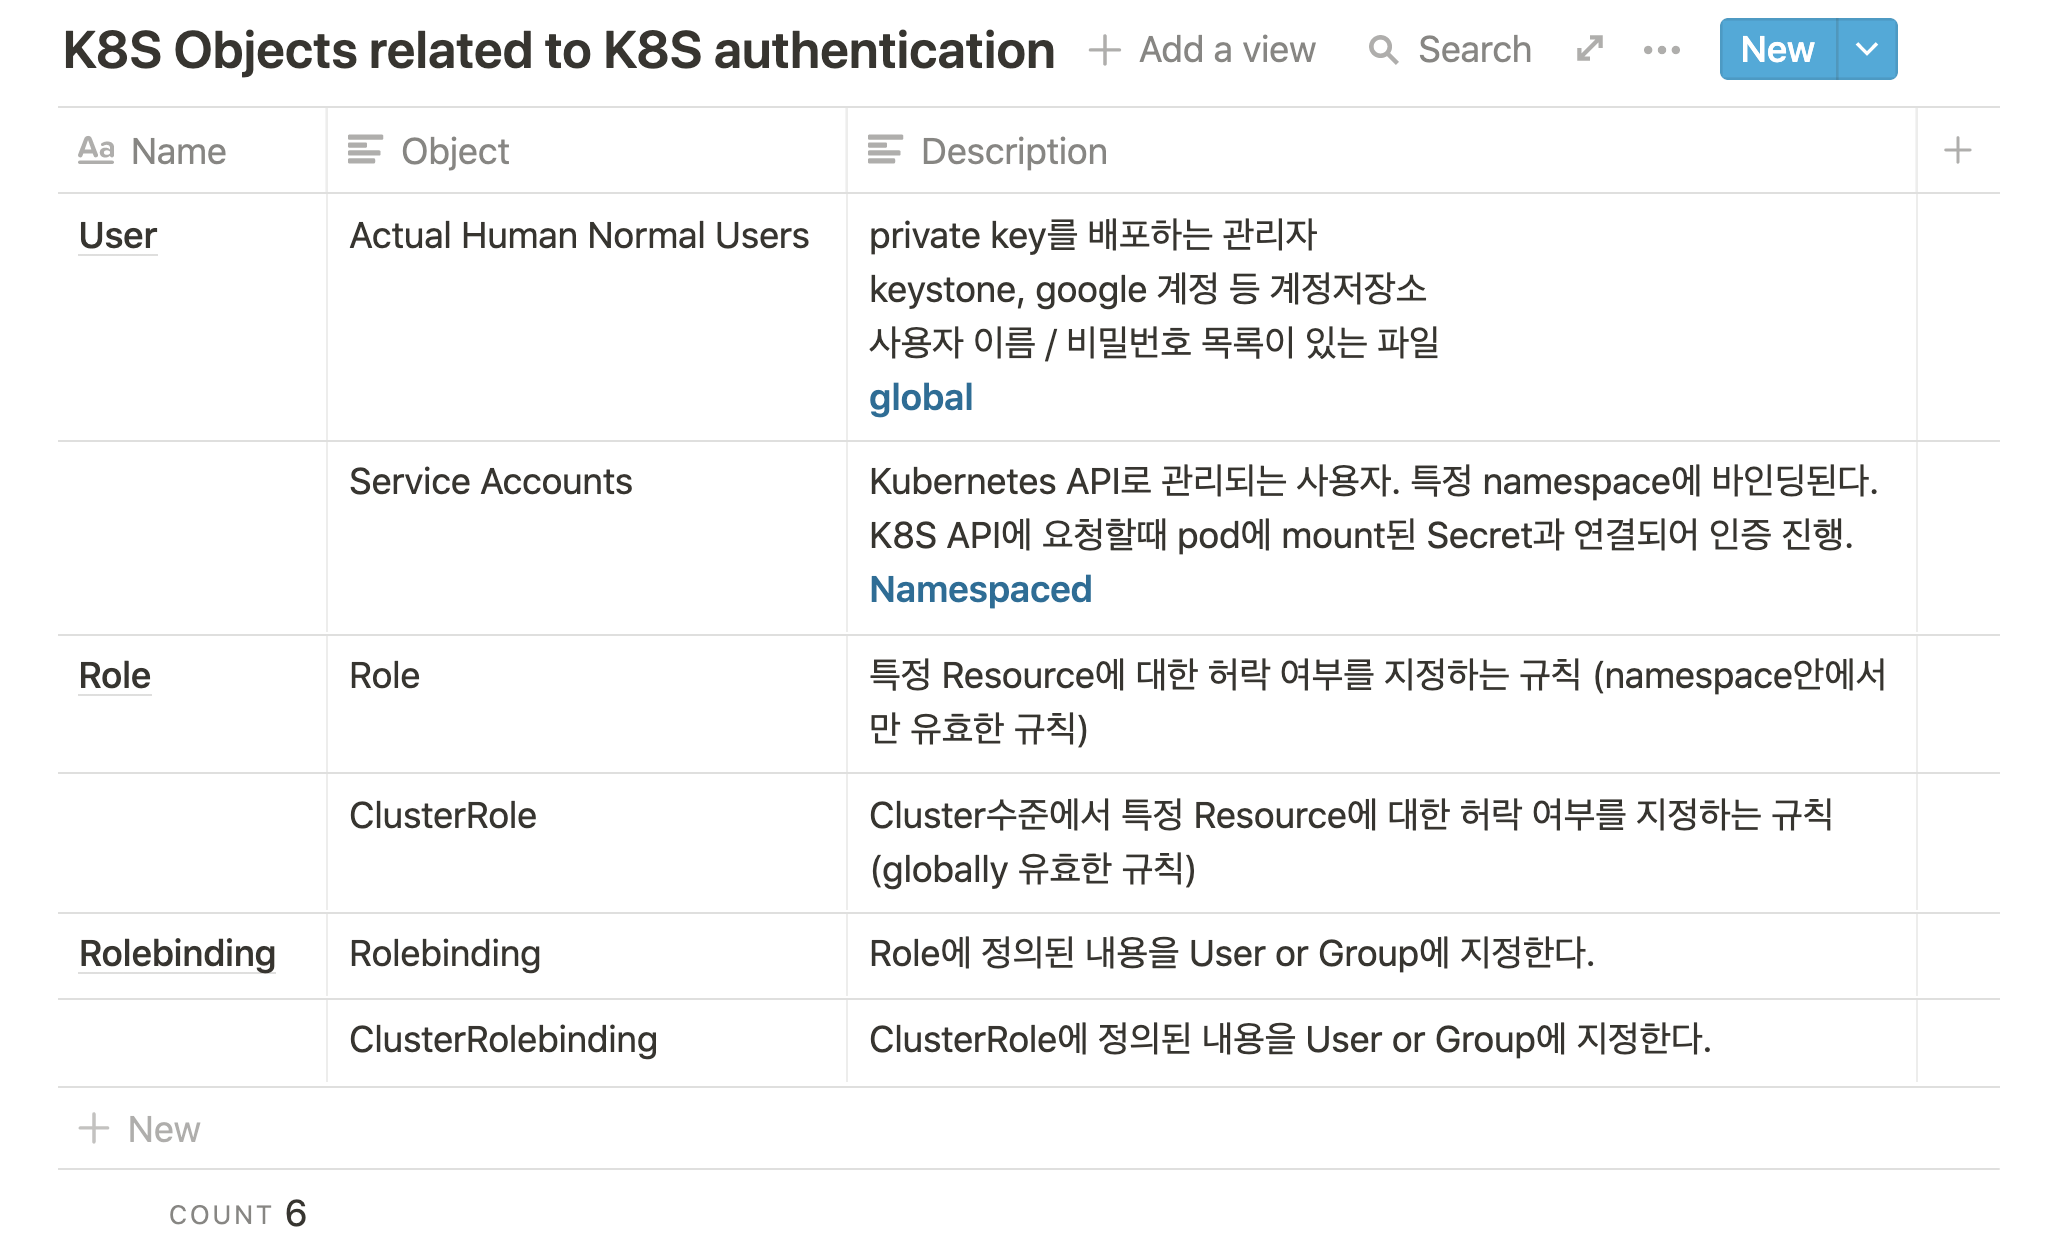 K8S Objects related to K8S authentication
Add a view
Search
New
Aa Name
Object
Description
User
Actual Human Normal Users
private key를 배포하는 관리자
keystone, google 계정 등 계정저장소
사용자 이름 / 비밀번호 목록이 있는 파일
global
Service Accounts
Kubernetes API로 관리되는 사용자. 특정 namespace에 바인딩된다.
K8S API에 요청할때 pod에 mount된 Secret과 연결되어 인증 진행.
Namespaced
Role
Role
특정 Resource에 대한 허락 여부를 지정하는 규칙 (namespace안에서
만 유효한 규칙)
ClusterRole
Cluster수준에서 특정 Resource에 대한 허락 여부를 지정하는 규칙
(globally 유효한 규칙)
Rolebinding
Rolebinding
Role에 정의된 내용을 User or Group에 지정한다.
ClusterRolebinding
ClusterRole에 정의된 내용을 User or Group에 지정한다.
New
COUNT 6